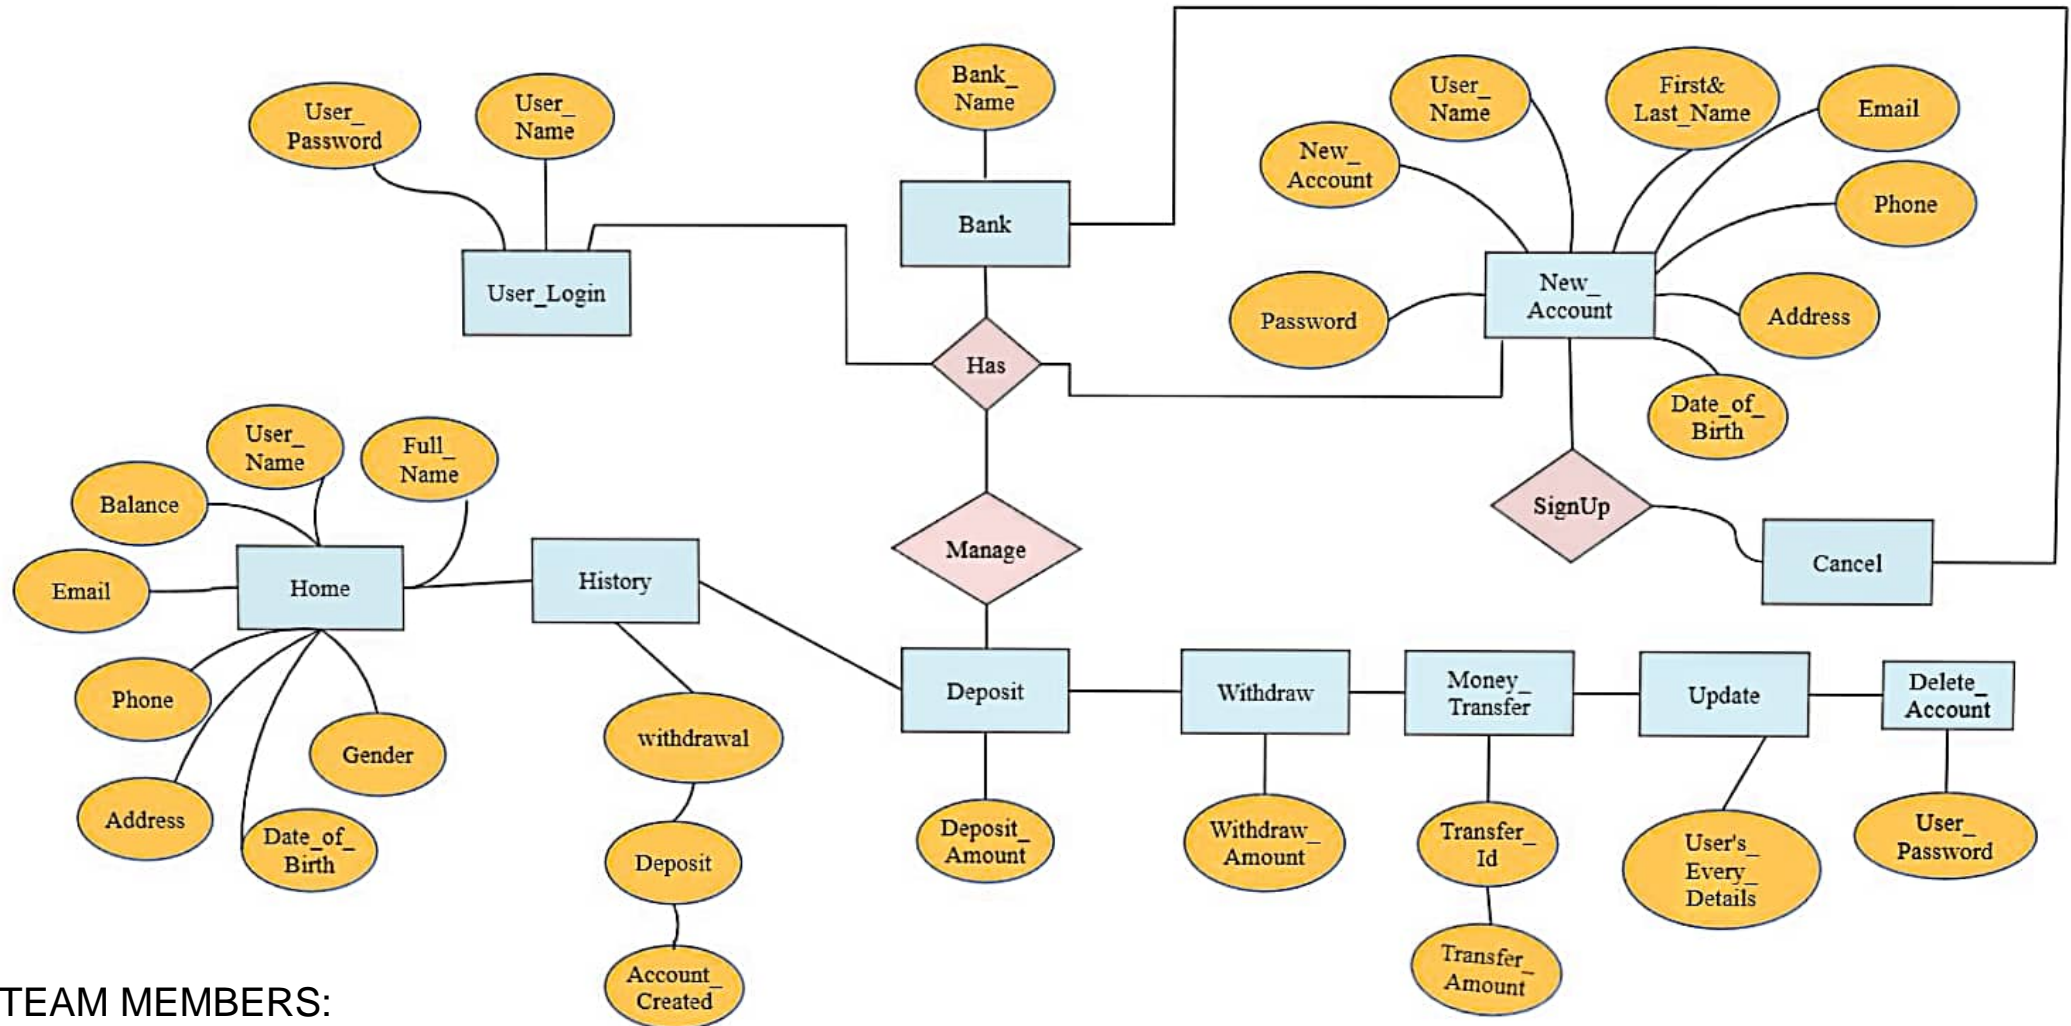 Bank_
Name
User_
Password
User_
Name
User_
Name
First&
Last_Name
Email
New_
Account
Phone
Bank
User_Login
New_
Account
Password
Address
Has
Date_of_
Birth
User_
Name
Full_
Name
Balance
SignUp
Manage
Cancel
Email
Home
History
Phone
Deposit
Withdraw
Money_
Transfer
Update
Delete_
Account
Gender
withdrawal
Address
Date_of_
Birth
Deposit
Deposit_
Amount
Withdraw_
Amount
Transfer_
Id
User's_
Every_
Details
User_
Password
Account_
Created
Transfer_
Amount
TEAM MEMBERS: